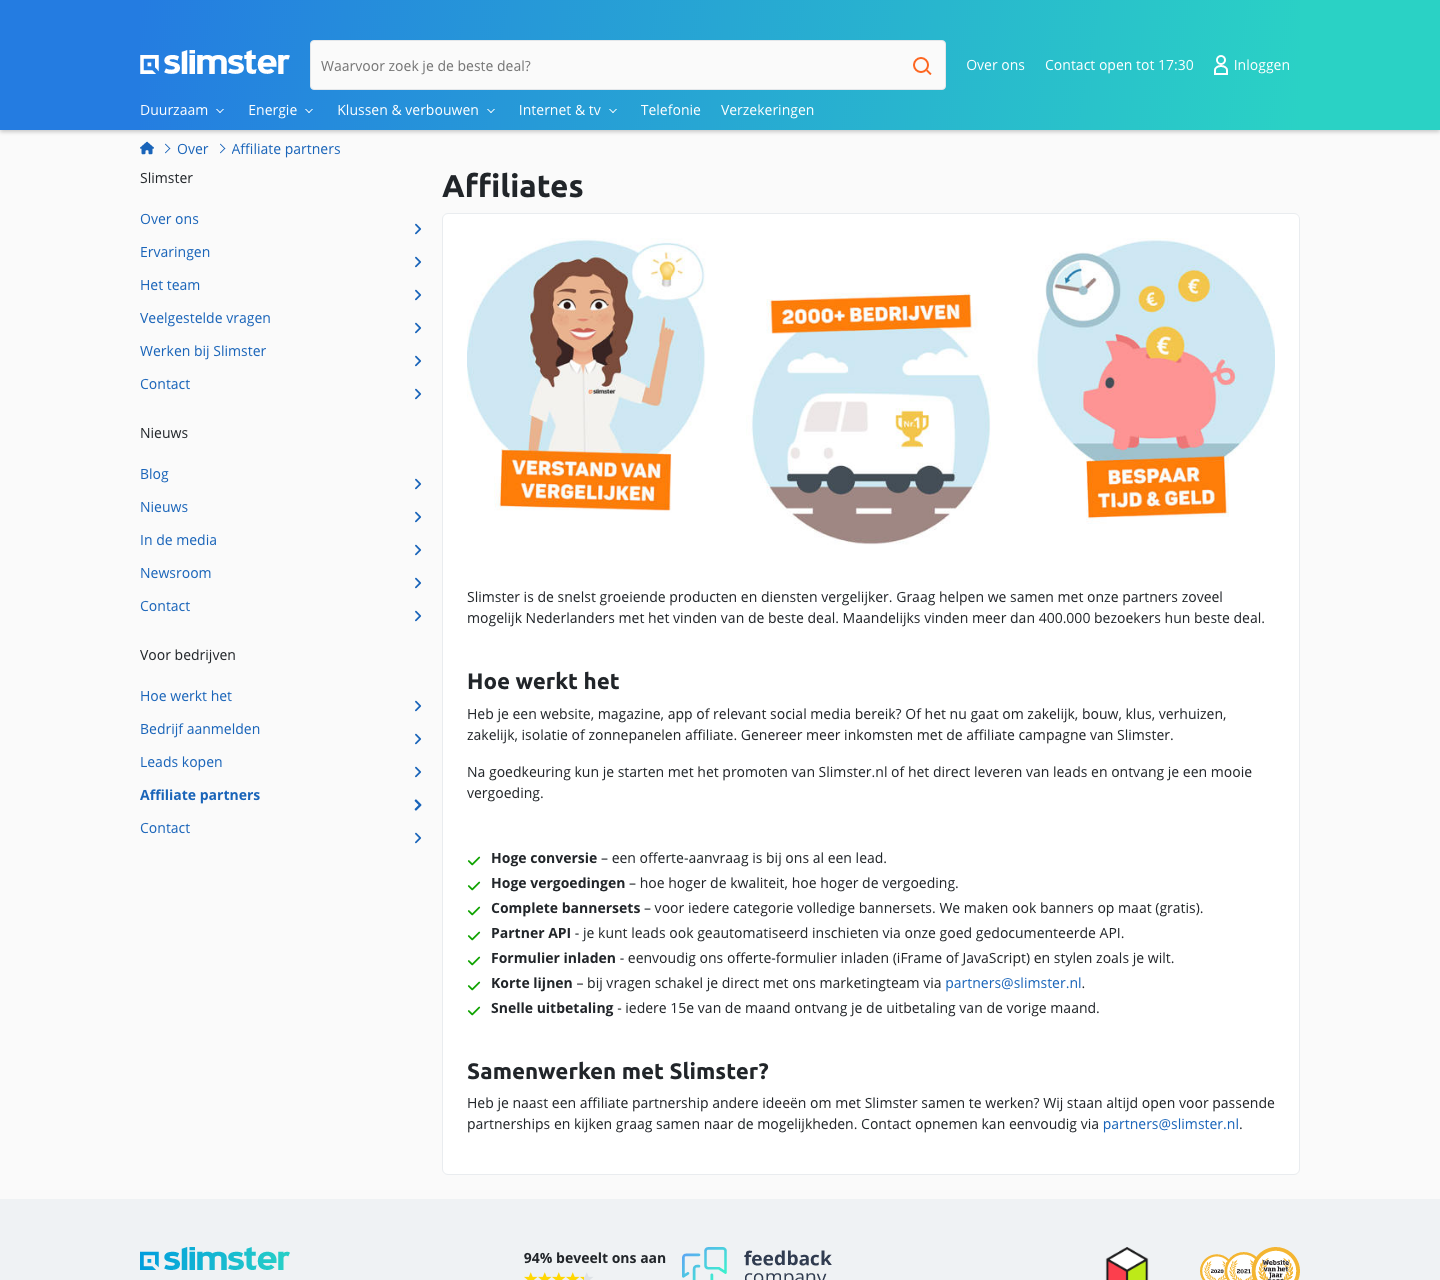 slimster
Waarvoor zoek je de beste deal?
Over ons
Contact open tot 17:30
Inloggen
Duurzaam
Energie
Klussen & verbouwen
Internet & tv
Telefonie
Verzekeringen
Over
Affiliate partners
Slimster
Over ons
Ervaringen
Het team
Veelgestelde vragen
Werken bij Slimster
Contact
Nieuws
Blog
Nieuws
In de media
Newsroom
Contact
Voor bedrijven
Hoe werkt het
Bedrijf aanmelden
Leads kopen
Affiliate partners
Contact
Affiliates
slimster
VERSTAND VAN
VERGELIJKEN
2000+ BEDRIJVEN
Nr.1
€
€
€
BESPAAR
TIJD & GELD
Slimster is de snelst groeiende producten en diensten vergelijker. Graag helpen we samen met onze partners zoveel
mogelijk Nederlanders met het vinden van de beste deal. Maandelijks vinden meer dan 400.000 bezoekers hun beste deal.
Hoe werkt het
Heb je een website, magazine, app of relevant social media bereik? Of het nu gaat om zakelijk, bouw, klus, verhuizen,
zakelijk, isolatie of zonnepanelen affiliate. Genereer meer inkomsten met de affiliate campagne van Slimster.
Na goedkeuring kun je starten met het promoten van Slimster.nl of het direct leveren van leads en ontvang je een mooie
vergoeding.
Hoge conversie – een offerte-aanvraag is bij ons al een lead.
Hoge vergoedingen – hoe hoger de kwaliteit, hoe hoger de vergoeding.
Complete bannersets – voor iedere categorie volledige bannersets. We maken ook banners op maat (gratis).
Partner API - je kunt leads ook geautomatiseerd inschieten via onze goed gedocumenteerde API.
Formulier inladen - eenvoudig ons offerte-formulier inladen (iFrame of JavaScript) en stylen zoals je wilt.
Korte lijnen – bij vragen schakel je direct met ons marketingteam via partners@slimster.nl.
Snelle uitbetaling - iedere 15e van de maand ontvang je de uitbetaling van de vorige maand.
Samenwerken met Slimster?
Heb je naast een affiliate partnership andere ideeën om met Slimster samen te werken? Wij staan altijd open voor passende
partnerships en kijken graag samen naar de mogelijkheden. Contact opnemen kan eenvoudig via partners@slimster.nl.
slimster
94% beveelt ons aan
feedback
company
2020
2021
Website
van het
Jaar